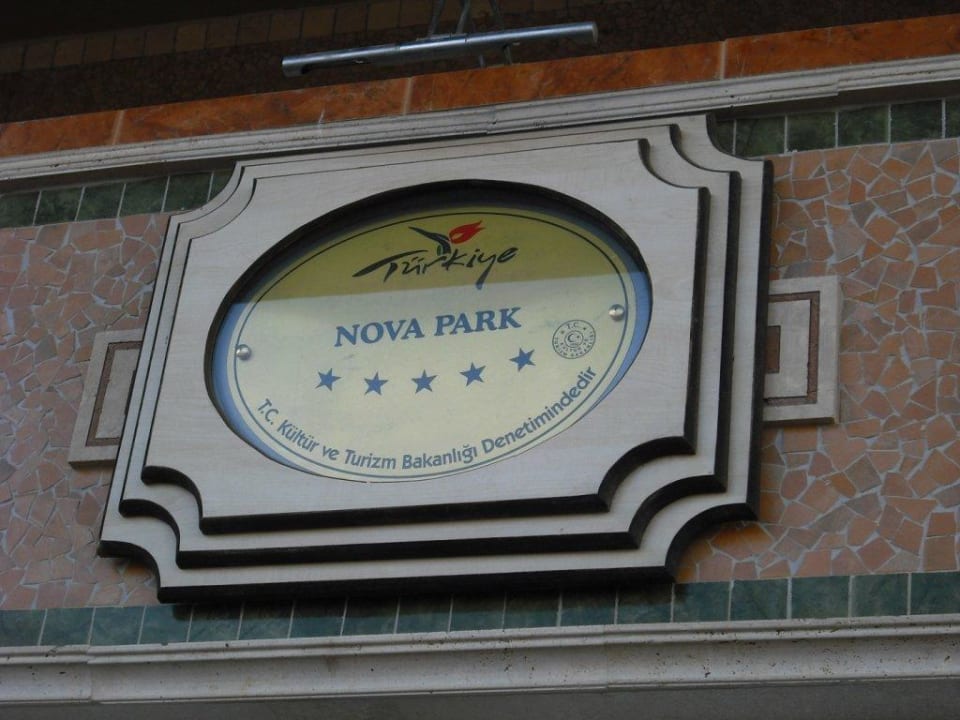 Türkiye
NOVA PARK
T.C. Kültür ve Turizm Bakanlığı Denetimindedir